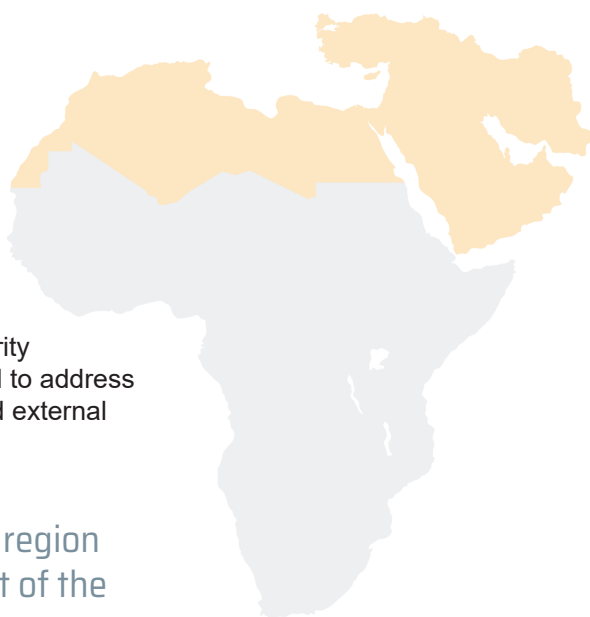 rity
to address
d external
region
t of the